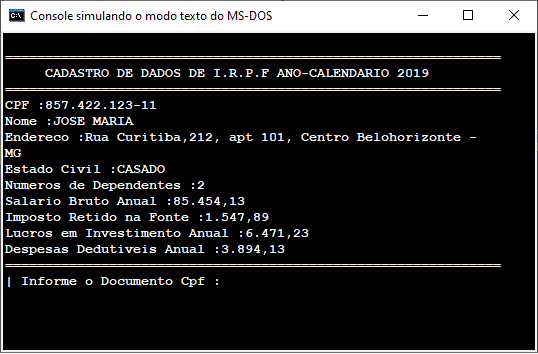 Console simulando o modo texto do MS-DOS
==============================================================
CADASTRO DE DADOS DE I.R.P.F ANO-CALENDARIO 2019
==============================================================
CPF :857.422.123-11
Nome :JOSE MARIA
Endereco :Rua Curitiba,212, apt 101, Centro Belohorizonte -
MG
Estado Civil :CASADO
Numeros de Dependentes :2
Salario Bruto Anual :85.454,13
Imposto Retido na Fonte :1.547,89
Lucros em Investimento Anual :6.471,23
Despesas Dedutiveis Anual :3.894,13
==============================================================
| Informe o Documento Cpf :